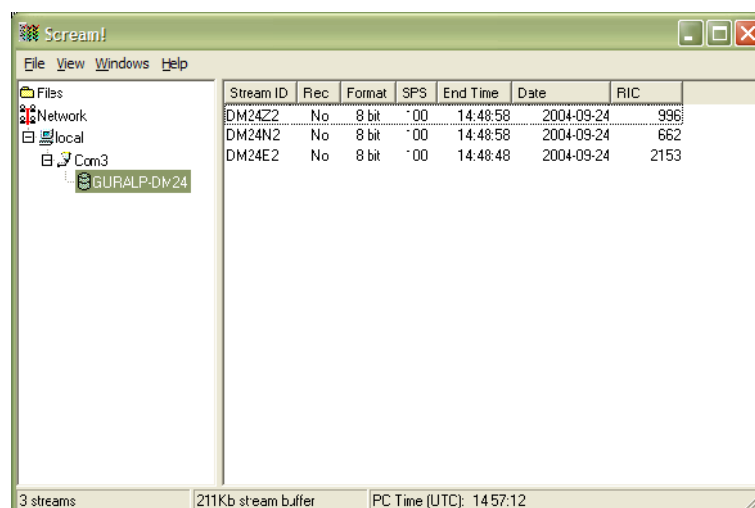 Scream!
File View Windows Help
Files
Network
local
Com3
GURALP-DM24
Stream ID Rec Format SPS End Time Date RIC
DM24Z2 No 8 bit 100 14:48:58 2004-09-24 996
DM24N2 No 8 bit 100 14:48:58 2004-09-24 662
DM24E2 No 8 bit 100 14:48:48 2004-09-24 2153
3 streams 211Kb stream buffer PC Time (UTC): 14:57:12